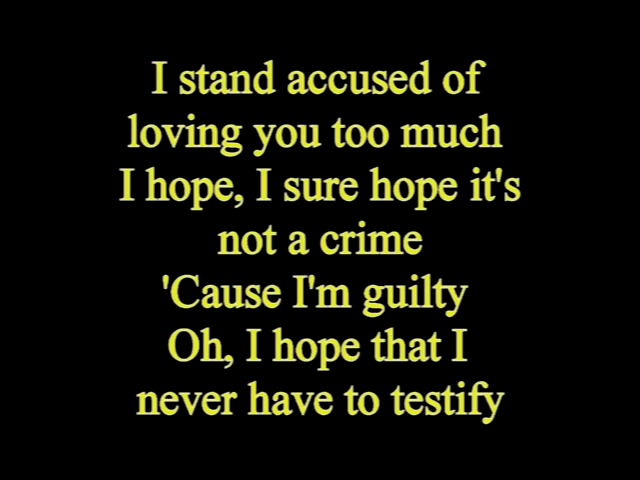 I stand accused of
loving you too much
I hope, I sure hope it's
not a crime
'Cause I'm guilty
Oh, I hope that I
never have to testify